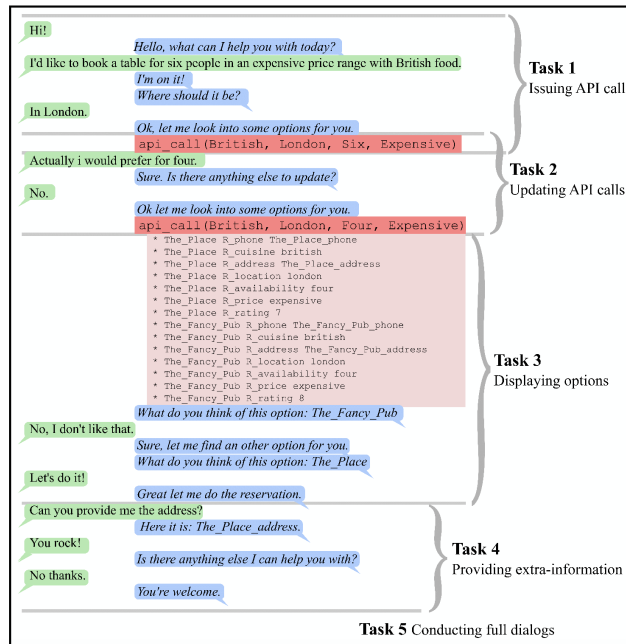 Hi!
Hello, what can I help you with today?
I'd like to book a table for six people in an expensive price range with British food.
I'm on it!
Where should it be?
In London.
Ok, let me look into some options for you.
api_call(British, London, Six, Expensive)
Task 1
Issuing API call
Actually i would prefer for four.
Sure. Is there anything else to update?
No.
Ok let me look into some options for you.
api_call(British, London, Four, Expensive)
Task 2
Updating API calls
* The_Place R_phone The_Place_phone
* The_Place R_cuisine british
* The_Place R_address The_Place_address
* The_Place R_location london
* The_Place R_availability four
* The_Place R_price expensive
* The_Place R_rating 7
* The_Fancy_Pub R_phone The_Fancy_Pub_phone
* The_Fancy_Pub R_cuisine british
* The_Fancy_Pub R_address The_Fancy_Pub_address
* The_Fancy_Pub R_location london
* The_Fancy_Pub R_availability four
* The_Fancy_Pub R_price expensive
* The_Fancy_Pub R_rating 8
What do you think of this option: The_Fancy_Pub
No, I don't like that.
Sure, let me find an other option for you.
What do you think of this option: The_Place
Let's do it!
Great let me do the reservation.
Task 3
Displaying options
Can you provide me the address?
Here it is: The_Place_address.
You rock!
Is there anything else I can help you with?
No thanks.
You're welcome.
Task 4
Providing extra-information
Task 5 Conducting full dialogs